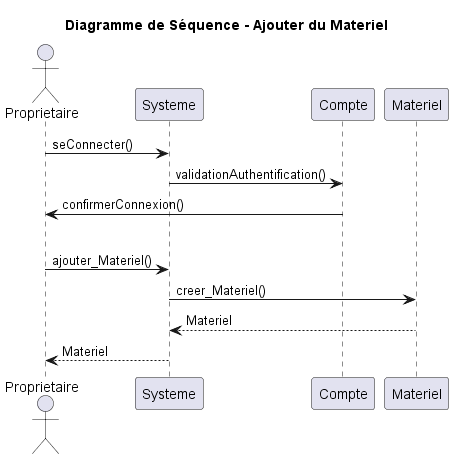 Diagramme de Séquence - Ajouter du Materiel
Proprietaire
Systeme
Compte
Materiel
seConnecter()
validationAuthentification()
confirmerConnexion()
ajouter_Materiel()
creer_Materiel()
Materiel
Materiel
Proprietaire
Systeme
Compte
Materiel